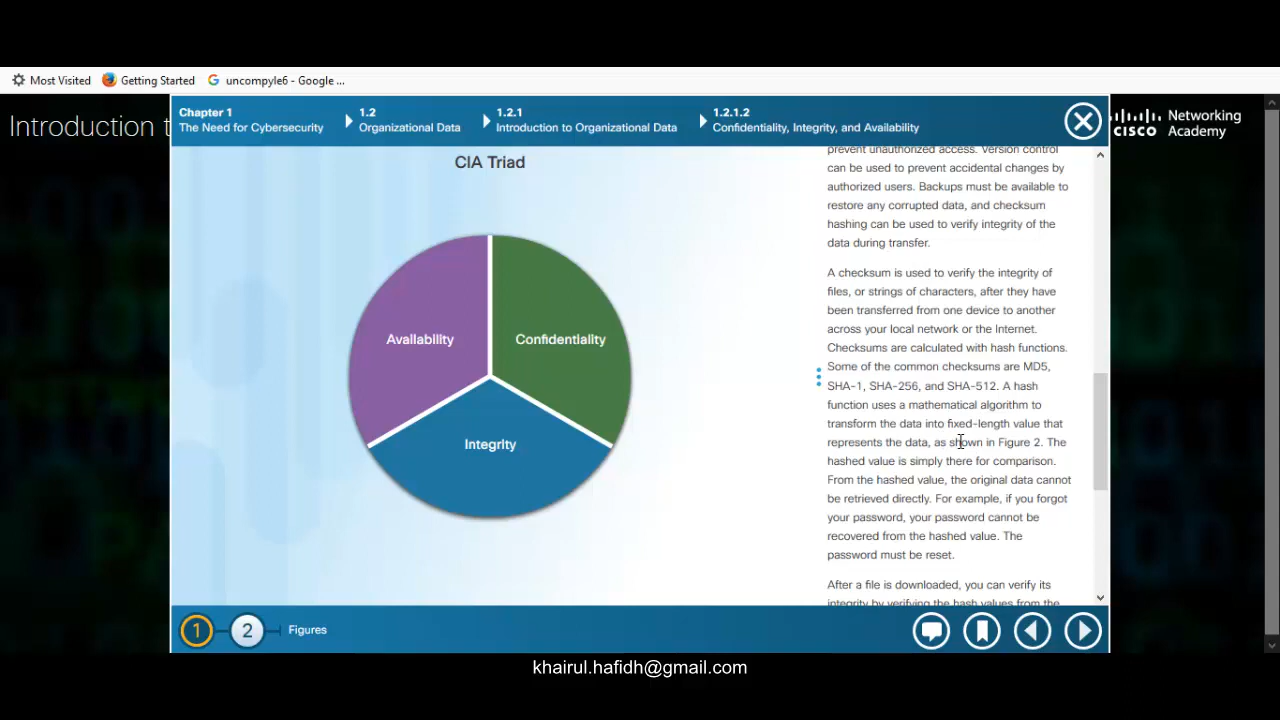 Most Visited Getting Started uncompyle6 - Google ...
Introduction t
Chapter 1
The Need for Cybersecurity
1.2
Organizational Data
1.2.1
Introduction to Organizational Data
1.2.1.2
Confidentiality, Integrity, and Availability
CISCO
Networking
Academy
CIA Triad
Availability
Confidentiality
Integrity
prevent unauthorized access. Version control
can be used to prevent accidental changes by
authorized users. Backups must be available to
restore any corrupted data, and checksum
hashing can be used to verify integrity of the
data during transfer.
A checksum is used to verify the integrity of
files, or strings of characters, after they have
been transferred from one device to another
across your local network or the Internet.
Checksums are calculated with hash functions.
Some of the common checksums are MD5,
SHA-1, SHA-256, and SHA-512. A hash
function uses a mathematical algorithm to
transform the data into fixed-length value that
represents the data, as shown in Figure 2. The
hashed value is simply there for comparison.
From the hashed value, the original data cannot
be retrieved directly. For example, if you forgot
your password, your password cannot be
recovered from the hashed value. The
password must be reset.
After a file is downloaded, you can verify its
integrity by verifying the hash values from the
1 2 Figures
khairul.hafidh@gmail.com